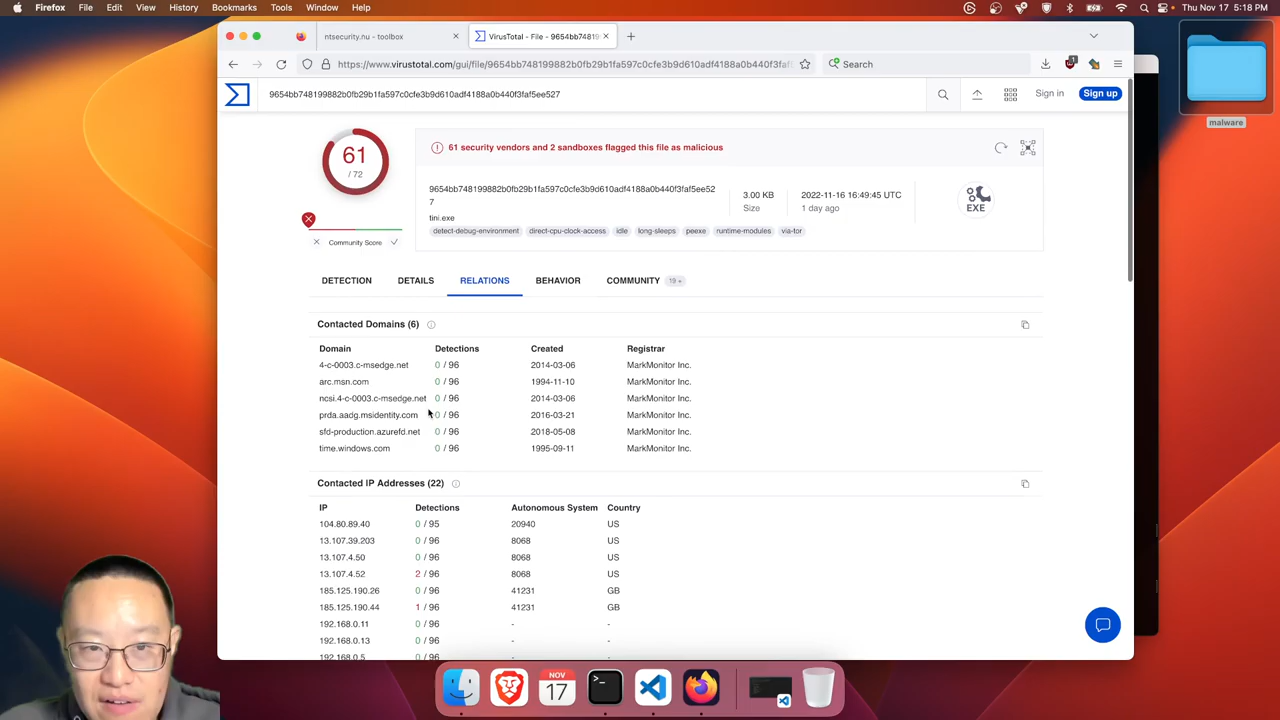 Firefox File Edit View History Bookmarks Tools Window Help Thu Nov 17 5:18 PM
ntsecurity.nu - toolbox
VirusTotal - File - 9654bb74819
https://www.virustotal.com/gui/file/9654bb748199882b0fb29b1fa597c0cfe3b9d610adf4188a0b440f3faf
Search
malware
9654bb748199882b0fb29b1fa597c0cfe3b9d610adf4188a0b440f3faf5ee527
Sign in
Sign up
61
/ 72
Community Score
61 security vendors and 2 sandboxes flagged this file as malicious
9654bb748199882b0fb29b1fa597c0cfe3b9d610adf4188a0b440f3faf5ee52
7
tini.exe
3.00 KB
Size
2022-11-16 16:49:45 UTC
1 day ago
EXE
detect-debug-environment direct-cpu-clock-access idle long-sleeps peexe runtime-modules via-tor
DETECTION DETAILS RELATIONS BEHAVIOR COMMUNITY 19 +
Contacted Domains (6)
Domain Detections Created Registrar
4-c-0003.c-msedge.net 0 / 96 2014-03-06 MarkMonitor Inc.
arc.msn.com 0 / 96 1994-11-10 MarkMonitor Inc.
ncsi.4-c-0003.c-msedge.net 0 / 96 2014-03-06 MarkMonitor Inc.
prda.aadg.msidentity.com 0 / 96 2016-03-21 MarkMonitor Inc.
sfd-production.azurefd.net 0 / 96 2018-05-08 MarkMonitor Inc.
time.windows.com 0 / 96 1995-09-11 MarkMonitor Inc.
Contacted IP Addresses (22)
IP Detections Autonomous System Country
104.80.89.40 0 / 95 20940 US
13.107.39.203 0 / 96 8068 US
13.107.4.50 0 / 96 8068 US
13.107.4.52 2 / 96 8068 US
185.125.190.26 0 / 96 41231 GB
185.125.190.44 1 / 96 41231 GB
192.168.0.11 0 / 96 - -
192.168.0.13 0 / 96 - -
192.168.0.5 0 / 96 - -
NOV
17